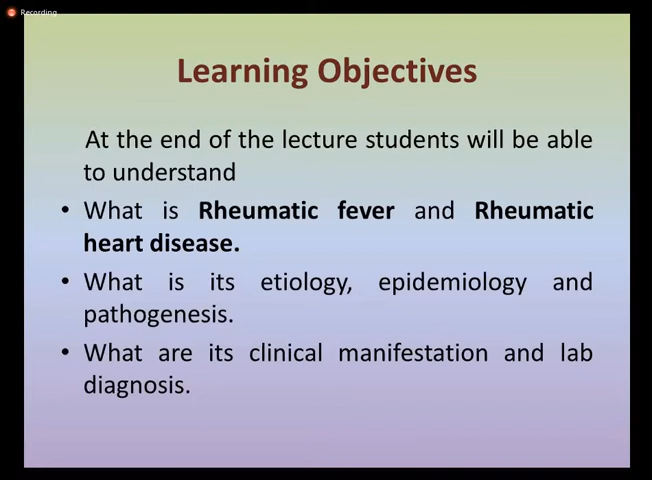 Recording
Learning Objectives
At the end of the lecture students will be able
to understand
• What is Rheumatic fever and Rheumatic
heart disease.
• What is its etiology, epidemiology and
pathogenesis.
• What are its clinical manifestation and lab
diagnosis.